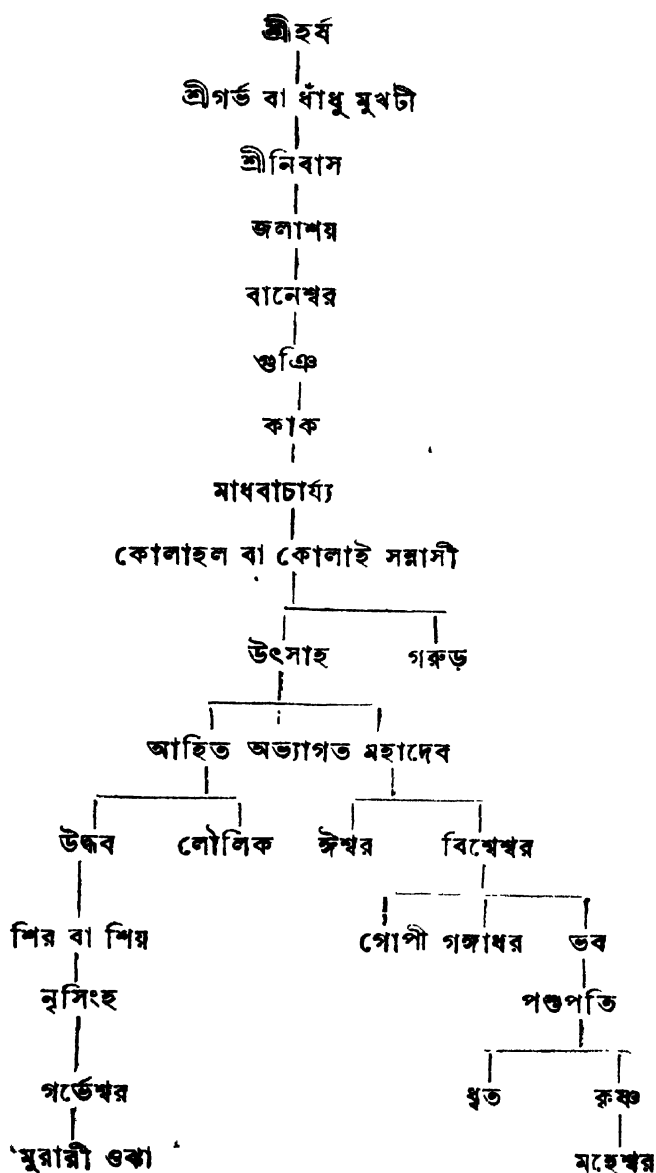 শ্রীহর্ষ
শ্রীগর্ভ বা ধাঁধু মুখটী
শ্রীনিবাস
জলাশয়
বানেশ্বর
গুঞি
কাক
মাধবাচার্য্য
কোলাহল বা কোলাই সন্নাসী
উৎসাহ গরুড়
আহিত অভ্যাগত মহাদেব
উদ্ধব লৌলিক ঈশ্বর বিশ্বেশ্বর
শির বা শিয় গোপী গঙ্গাধর ভব
নৃসিংহ পশুপতি
গর্ভেশ্বর ধৃত কৃষ্ণ
মুরারী ওঝা মহেশ্বর